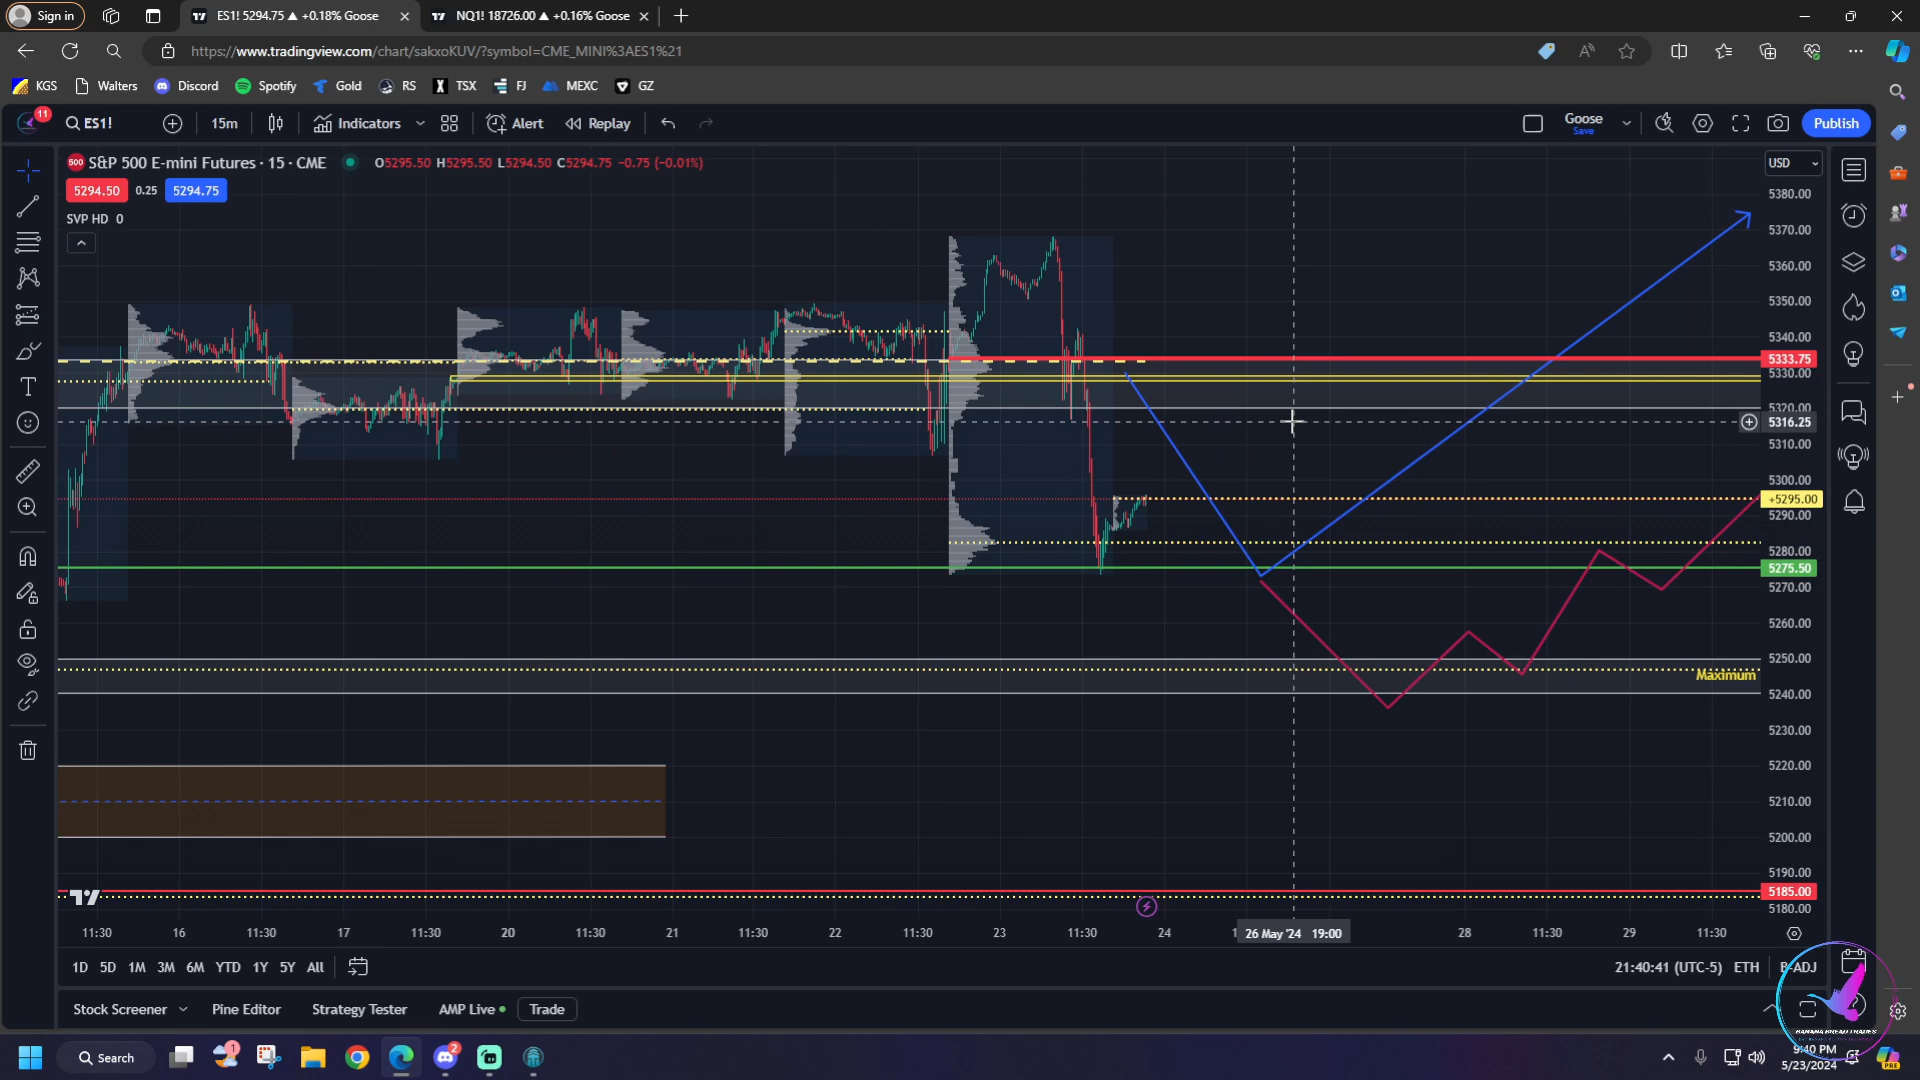 Sign in
ES1! 5294.75 ▲ +0.18% Goose
NQ1! 18726.00 ▲ +0.16% Goose
https://www.tradingview.com/chart/sakxoKUV/?symbol=CME_MINI%3AES1%21
KGS Walters Discord Spotify Gold RS TSX FJ MEXC GZ
11
ES1! 15m Indicators Alert Replay Goose Save Publish
500 S&P 500 E-mini Futures · 15 · CME O5295.50 H5295.50 L5294.50 C5294.75 -0.75 (-0.01%)
USD
5294.50 0.25 5294.75
SVP HD 0
5380.00
5370.00
5360.00
5350.00
5340.00
5333.75
5330.00
5320.00
5316.25
5310.00
5300.00
+5295.00
5290.00
5280.00
5275.50
5270.00
5260.00
5250.00
Maximum
5240.00
5230.00
5220.00
5210.00
5200.00
5190.00
5185.00
5180.00
11:30 16 11:30 17 11:30 20 11:30 21 11:30 22 11:30 23 11:30 24 26 May '24 19:00 28 11:30 29 11:30
1D 5D 1M 3M 6M YTD 1Y 5Y All 21:40:41 (UTC-5) ETH B-ADJ
Stock Screener Pine Editor Strategy Tester AMP Live Trade
Search
1
2
9:40 PM
5/23/2024
PRE